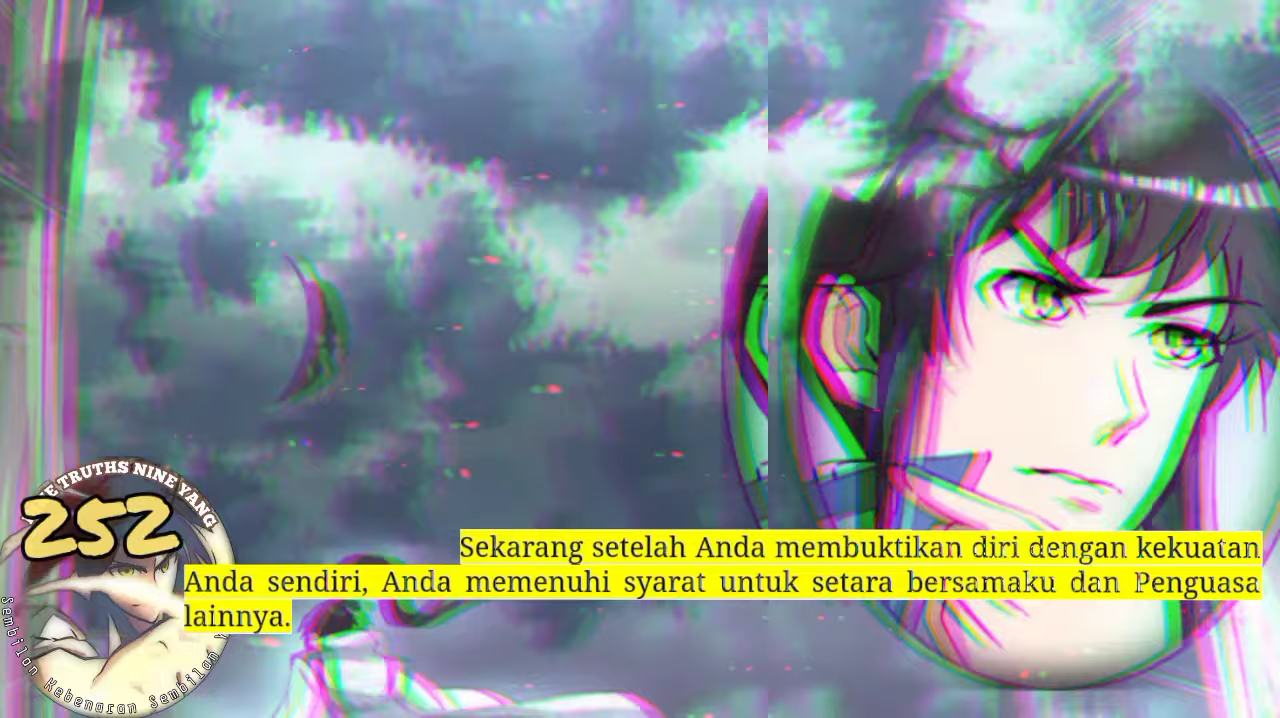 TRUTHS NINE YANG
252
Sekarang setelah Anda membuktikan diri dengan kekuatan
Anda sendiri, Anda memenuhi syarat untuk setara bersamaku dan Penguasa
lainnya.
Sembilan Kebenaran Sembilan